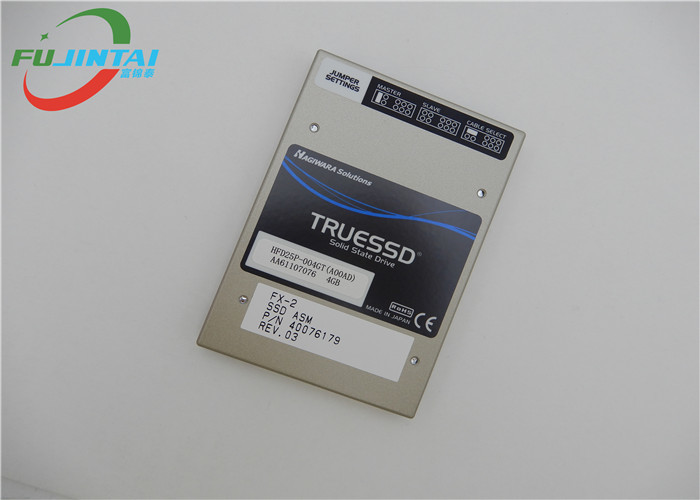 FUJINTAI
富锦泰
JUMPER
SETTINGS
MASTER
SLAVE
CABLE SELECT
HAGIWARA Solutions
TRUESSD®
Solid State Drive
HFD25P-004GT(A00AD)
AA61107076 4GB
RoHS
MADE IN JAPAN
CE
FX-2
SSD ASM
P/N 40076179
REV.03